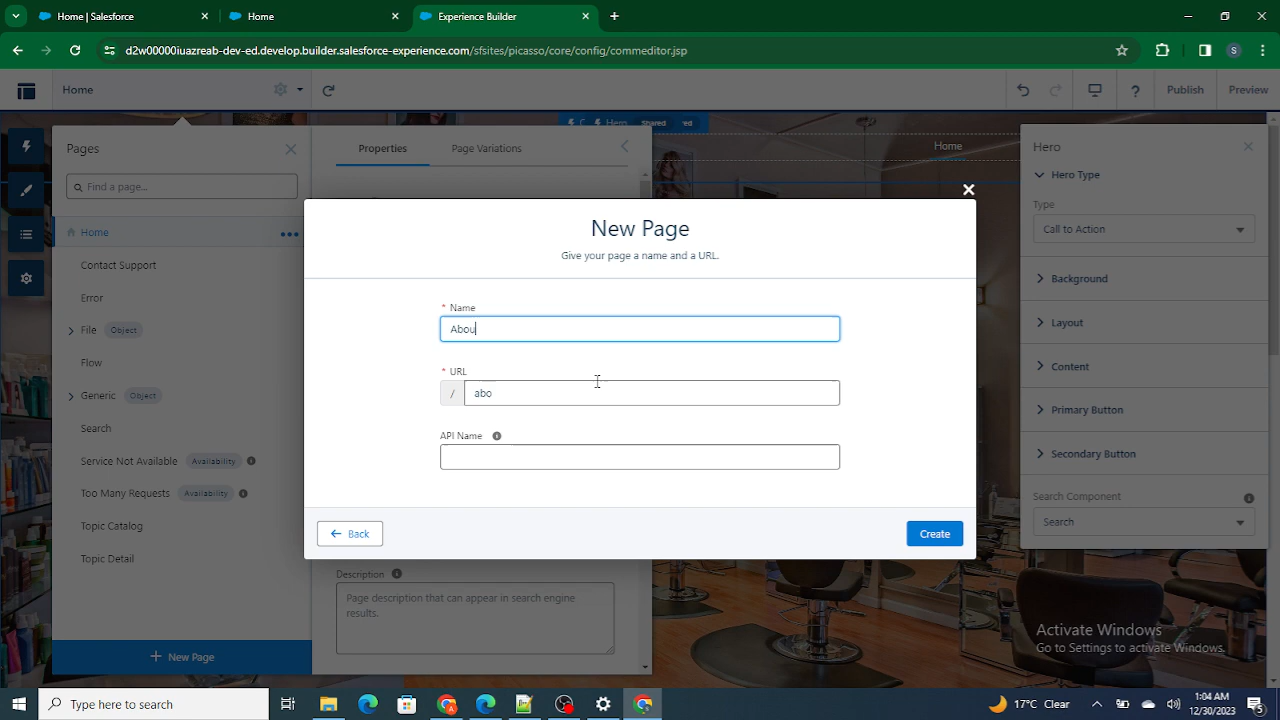 Home | Salesforce
Home
Experience Builder
d2w00000iuazreab-dev-ed.develop.builder.salesforce-experience.com/sfsites/picasso/core/config/commeditor.jsp
S
Home
?
Publish
Preview
Pages
Properties
Page Variations
C Hero Shared red
Home
Hero
Find a page...
Hero Type
Type
Call to Action
Home
Contact Support
Error
File Object
Flow
Generic Object
Search
Service Not Available Availability
Too Many Requests Availability
Topic Catalog
Topic Detail
New Page
New Page
Give your page a name and a URL.
* Name
Abou
* URL
/ abo
API Name
Back
Create
Description
Page description that can appear in search engine
results.
Background
Layout
Content
Primary Button
Secondary Button
Search Component
Search
Activate Windows
Go to Settings to activate Windows.
Type here to search
17°C Clear
1:04 AM
12/30/2023
5